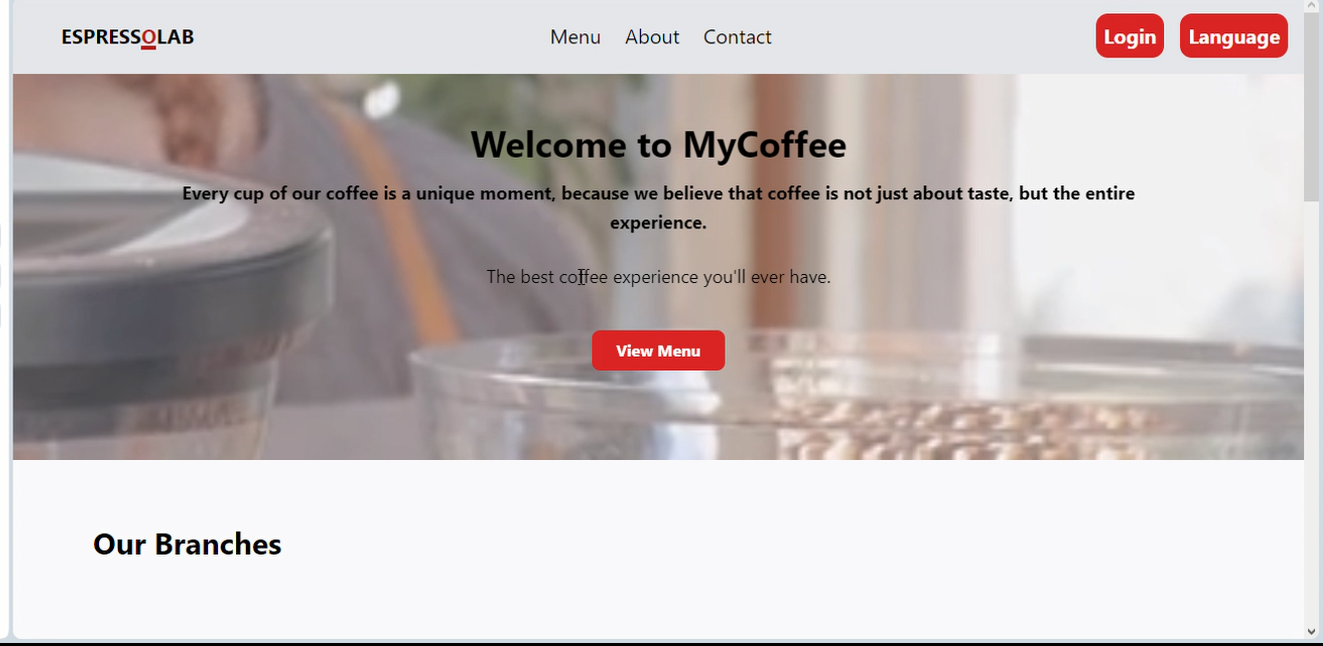 ESPRESSOLAB
Menu About Contact
Login Language
Welcome to MyCoffee
Every cup of our coffee is a unique moment, because we believe that coffee is not just about taste, but the entire
experience.
The best coffee experience you'll ever have.
View Menu
Our Branches